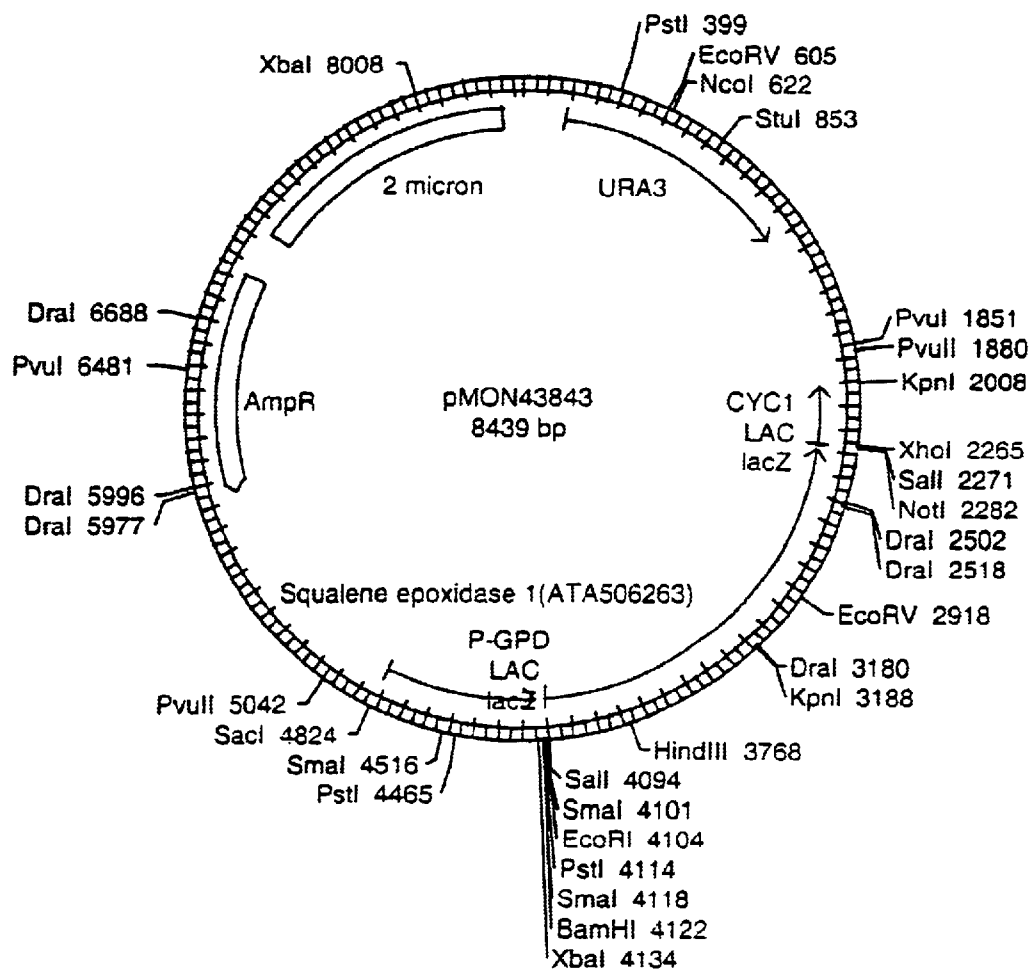 PstI 399
EcoRV 605
XbaI 8008
NcoI 622
StuI 853
2 micron
URA3
DraI 6688
PvuI 1851
PvuII 1880
PvuI 6481
KpnI 2008
AmpR
pMON43843
8439 bp
CYC1
LAC
lacZ
XhoI 2265
SalI 2271
NotI 2282
DraI 5996
DraI 5977
DraI 2502
DraI 2518
Squalene epoxidase 1(ATA506263)
EcoRV 2918
P-GPD
LAC
lacZ
DraI 3180
KpnI 3188
PvuII 5042
SacI 4824
SmaI 4516
PstI 4465
HindIII 3768
SalI 4094
SmaI 4101
EcoRI 4104
PstI 4114
SmaI 4118
BamHI 4122
XbaI 4134